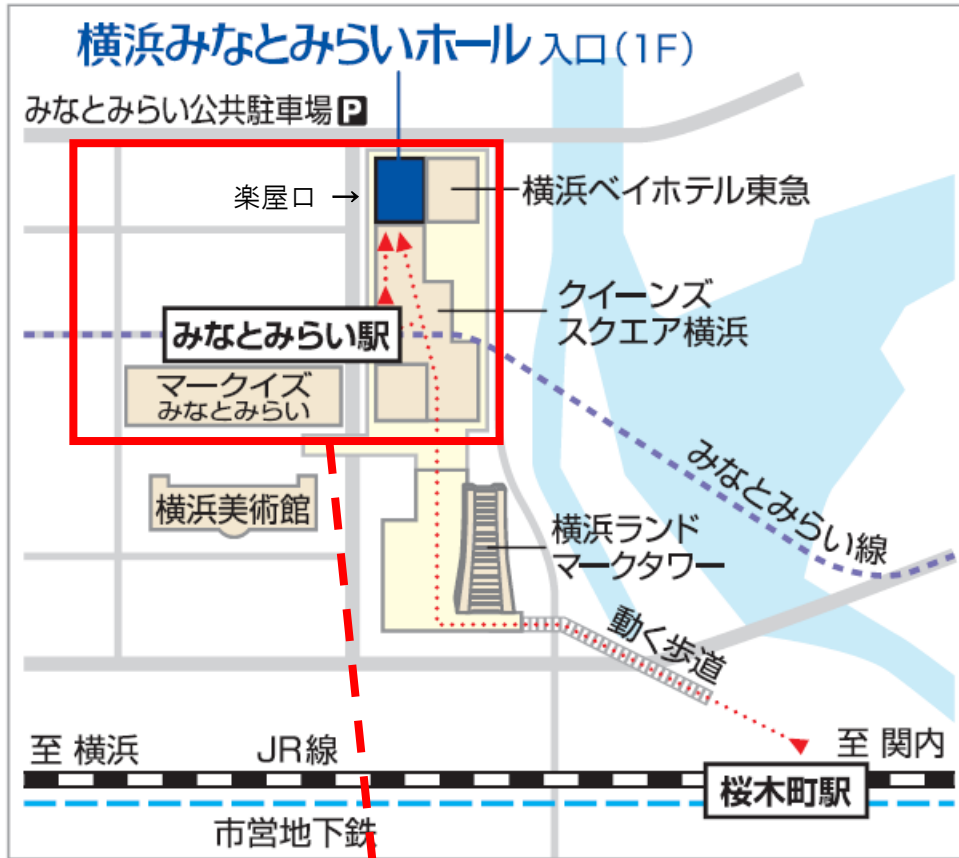 横浜みなとみらいホール 入口(1F)
みなとみらい公共駐車場 P
楽屋口 →
横浜ベイホテル東急
クイーンズ
スクエア横浜
みなとみらい駅
マークイズ
みなとみらい
みなとみらい線
横浜美術館
横浜ランド
マークタワー
動く歩道
至 横浜
JR線
至 関内
桜木町駅
市営地下鉄